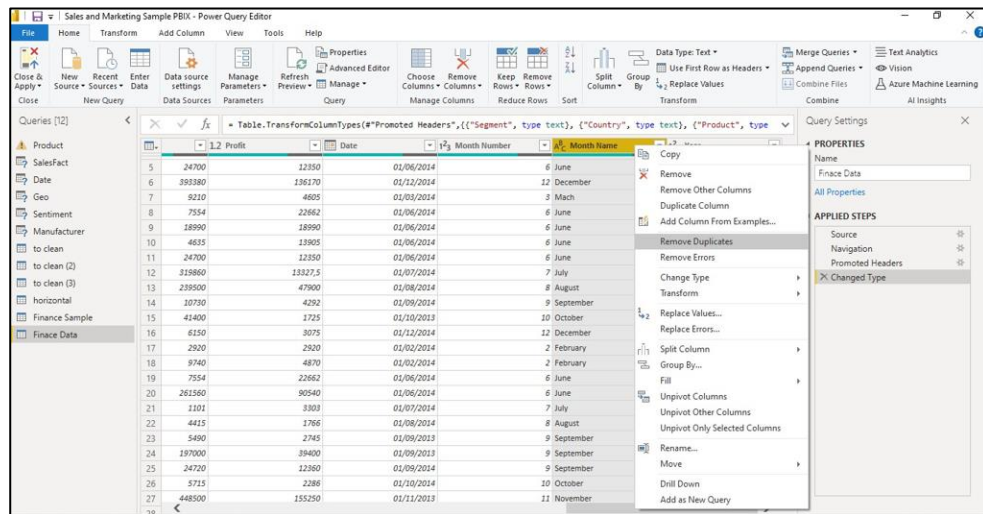 Sales and Marketing Sample PBIX - Power Query Editor
File Home Transform Add Column View Tools Help
Close & Apply
New Source
Recent Sources
Enter Data
Data source settings
Manage Parameters
Refresh Preview
Properties
Advanced Editor
Manage
Choose Columns
Remove Columns
Keep Rows
Remove Rows
Split Column
Group By
Data Type: Text
Use First Row as Headers
Replace Values
Merge Queries
Append Queries
Combine Files
Text Analytics
Vision
Azure Machine Learning
Close New Query Data Sources Parameters Query Manage Columns Reduce Rows Sort Transform Combine AI Insights
Queries [12]
Product
SalesFact
Date
Geo
Sentiment
Manufacturer
to clean
to clean (2)
to clean (3)
horizontal
Finance Sample
Finace Data
fx = Table.TransformColumnTypes(#"Promoted Headers",{{"Segment", type text}, {"Country", type text}, {"Product", type
1.2 Profit Date 123 Month Number ABC Month Name
5 24700 12350 01/06/2014 6 June
6 393380 136170 01/12/2014 12 December
7 9210 4605 01/03/2014 3 Mach
8 7554 22662 01/06/2014 6 June
9 18990 18990 01/06/2014 6 June
10 4635 13905 01/06/2014 6 June
11 24700 12350 01/06/2014 6 June
12 319860 13327,5 01/07/2014 7 July
13 239500 47900 01/08/2014 8 August
14 10730 4292 01/09/2014 9 September
15 41400 1725 01/10/2013 10 October
16 6150 3075 01/12/2014 12 December
17 2920 2920 01/02/2014 2 February
18 9740 4870 01/02/2014 2 February
19 7554 22662 01/06/2014 6 June
20 261560 90540 01/06/2014 6 June
21 1101 3303 01/07/2014 7 July
22 4415 1766 01/08/2014 8 August
23 5490 2745 01/09/2013 9 September
24 197000 39400 01/09/2013 9 September
25 24720 12360 01/09/2014 9 September
26 5715 2286 01/10/2014 10 October
27 448500 155250 01/11/2013 11 November
28
Copy
Remove
Remove Other Columns
Duplicate Column
Add Column From Examples...
Remove Duplicates
Remove Errors
Change Type
Transform
Replace Values...
Replace Errors...
Split Column
Group By...
Fill
Unpivot Columns
Unpivot Other Columns
Unpivot Only Selected Columns
Rename...
Move
Drill Down
Add as New Query
Query Settings
PROPERTIES
Name
Finace Data
All Properties
APPLIED STEPS
Source
Navigation
Promoted Headers
Changed Type